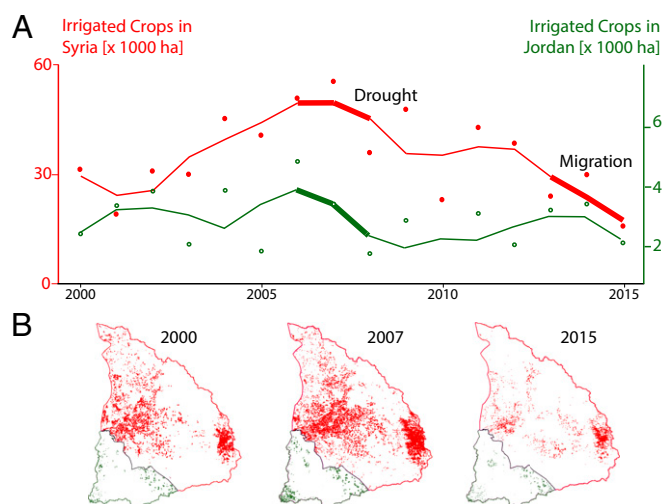 A
Irrigated Crops in
Syria [x 1000 ha]
Irrigated Crops in
Jordan [x 1000 ha]
60
30
0
Drought
Migration
6
4
2
2000
2005
2010
2015
B
2000
2007
2015